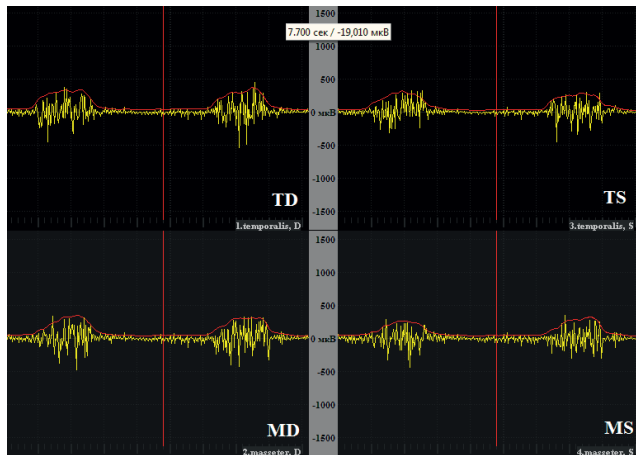 1500
7.700 сек / -19,010 мкВ
1000
500
0 мкВ
-500
-1000
-1500
TD
TS
1.temporalis, D
3.temporalis, S
1500
1000
500
0 мкВ
-500
-1000
-1500
MD
MS
2.masseter, D
4.masseter, S